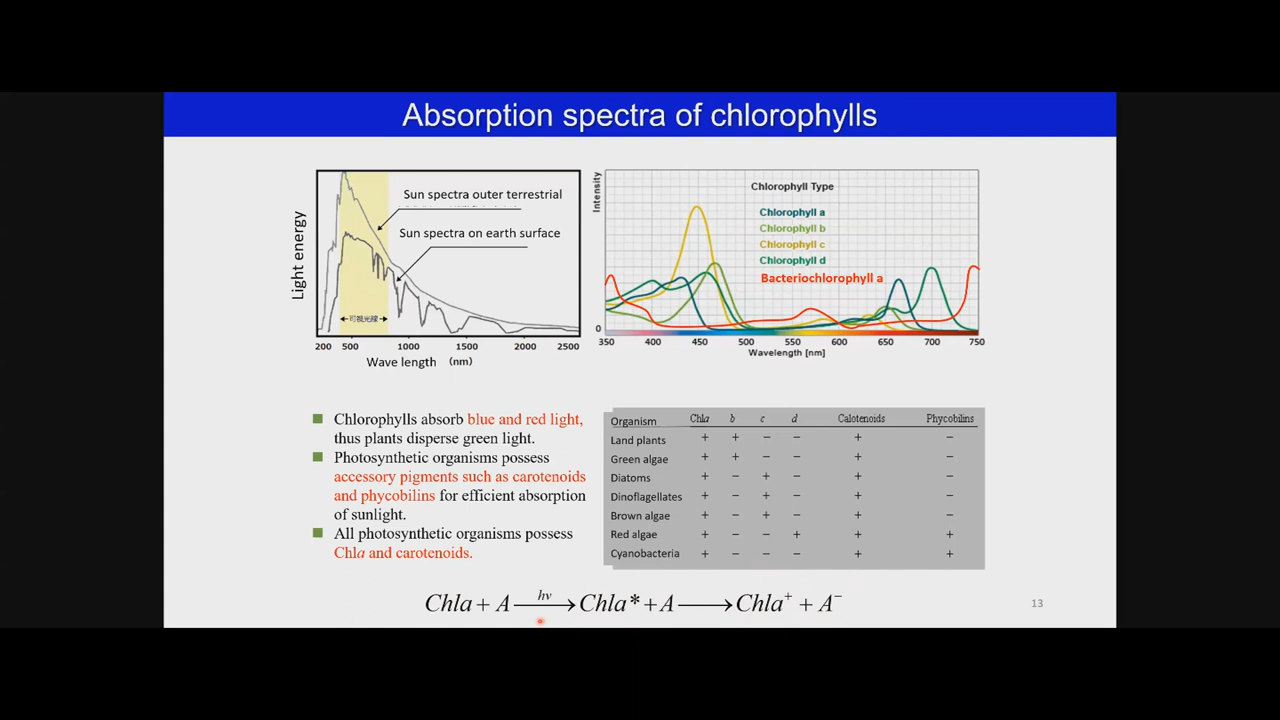 Absorption spectra of chlorophylls
Light energy
Sun spectra outer terrestrial
Sun spectra on earth surface
可視光線
200 500 1000 1500 2000 2500
Wave length (nm)
Intensity
0
Chlorophyll Type
Chlorophyll a
Chlorophyll b
Chlorophyll c
Chlorophyll d
Bacteriochlorophyll a
350 400 450 500 550 600 650 700 750
Wavelength [nm]
Chlorophylls absorb blue and red light,
thus plants disperse green light.
Photosynthetic organisms possess
accessory pigments such as carotenoids
and phycobilins for efficient absorption
of sunlight.
All photosynthetic organisms possess
Chla and carotenoids.
Organism Chla b c d Calotenoids Phycobilins
Land plants + + − − + −
Green algae + + − − + −
Diatoms + − + − + −
Dinoflagellates + − + − + −
Brown algae + − + − + −
Red algae + − − + + +
Cyanobacteria + − − − + +
Chla + A hν⟶ Chla* + A ⟶ Chla⁺ + A⁻
13